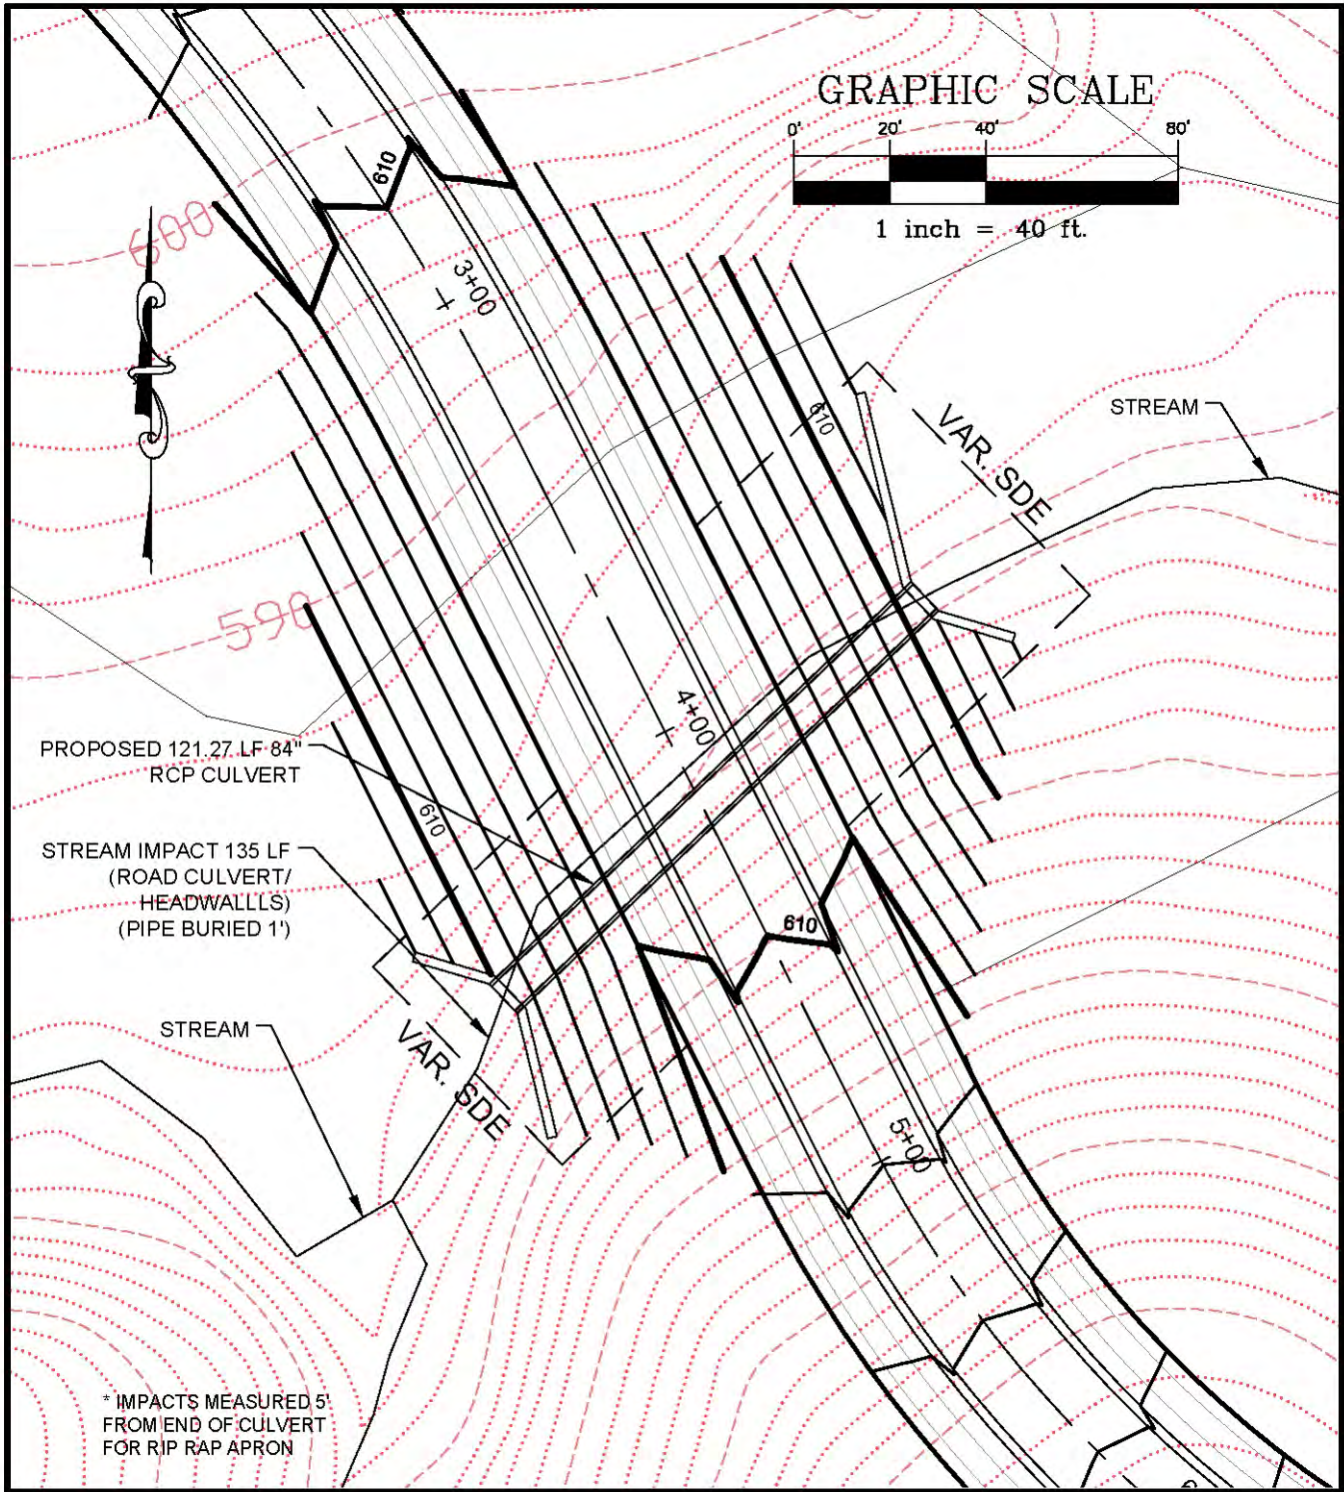 GRAPHIC SCALE
0' 20' 40' 80'
1 inch = 40 ft.
610
600
3+00
610
VAR. SDE
STREAM
590
4+00
PROPOSED 121.27 LF 84"
RCP CULVERT
610
STREAM IMPACT 135 LF
(ROAD CULVERT/
HEADWALLLS)
(PIPE BURIED 1')
610
STREAM
VAR. SDE
5+00
* IMPACTS MEASURED 5'
FROM END OF CULVERT
FOR RIP RAP APRON